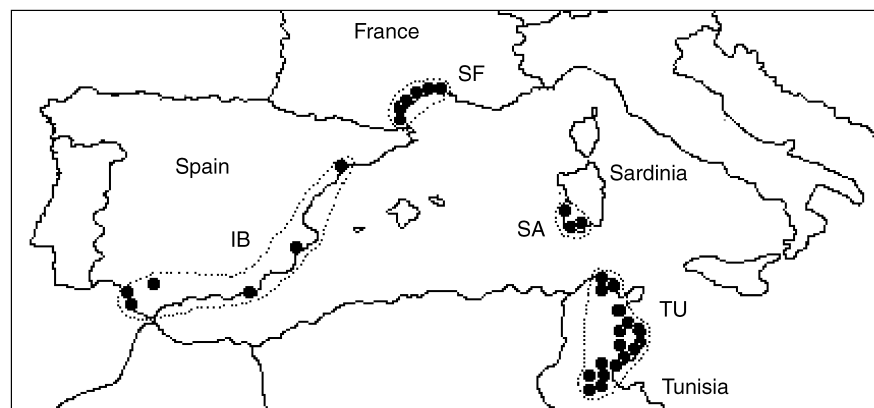 France
SF
Spain
Sardinia
IB
SA
TU
Tunisia